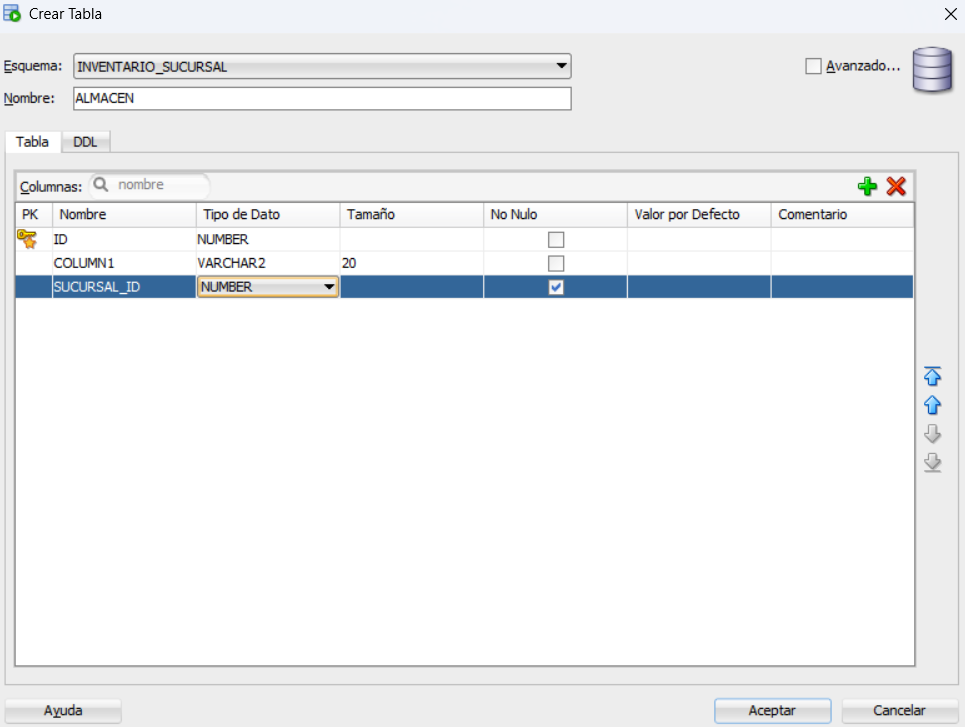 Crear Tabla
Esquema: INVENTARIO_SUCURSAL Avanzado...
Nombre: ALMACEN
Tabla DDL
Columnas: nombre
PK Nombre Tipo de Dato Tamaño No Nulo Valor por Defecto Comentario
ID NUMBER
COLUMN1 VARCHAR2 20
SUCURSAL_ID NUMBER
Ayuda Aceptar Cancelar